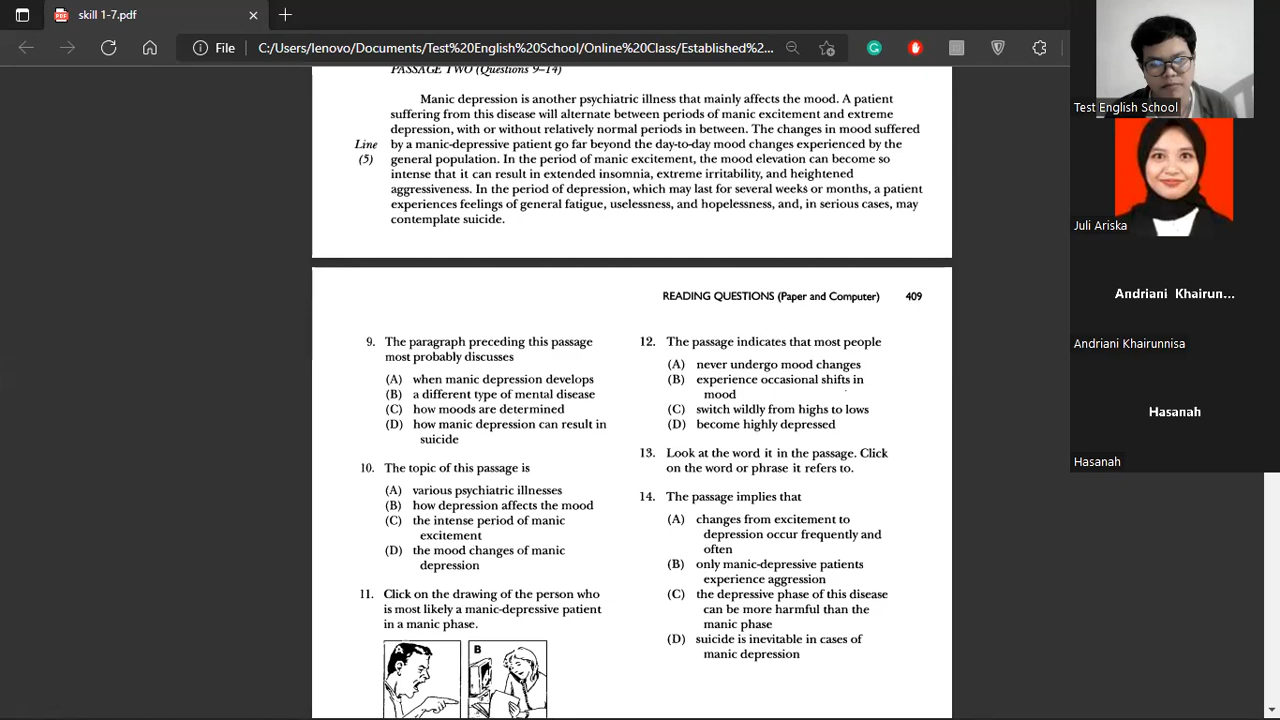 skill 1-7.pdf
File
C:/Users/lenovo/Documents/Test%20English%20School/Online%20Class/Established%2...
PASSAGE TWO (Questions 9–14)
Manic depression is another psychiatric illness that mainly affects the mood. A patient
suffering from this disease will alternate between periods of manic excitement and extreme
depression, with or without relatively normal periods in between. The changes in mood suffered
Line by a manic-depressive patient go far beyond the day-to-day mood changes experienced by the
(5) general population. In the period of manic excitement, the mood elevation can become so
intense that it can result in extended insomnia, extreme irritability, and heightened
aggressiveness. In the period of depression, which may last for several weeks or months, a patient
experiences feelings of general fatigue, uselessness, and hopelessness, and, in serious cases, may
contemplate suicide.
READING QUESTIONS (Paper and Computer) 409
9. The paragraph preceding this passage
most probably discusses
(A) when manic depression develops
(B) a different type of mental disease
(C) how moods are determined
(D) how manic depression can result in
suicide
10. The topic of this passage is
(A) various psychiatric illnesses
(B) how depression affects the mood
(C) the intense period of manic
excitement
(D) the mood changes of manic
depression
11. Click on the drawing of the person who
is most likely a manic-depressive patient
in a manic phase.
A
B
12. The passage indicates that most people
(A) never undergo mood changes
(B) experience occasional shifts in
mood
(C) switch wildly from highs to lows
(D) become highly depressed
13. Look at the word it in the passage. Click
on the word or phrase it refers to.
14. The passage implies that
(A) changes from excitement to
depression occur frequently and
often
(B) only manic-depressive patients
experience aggression
(C) the depressive phase of this disease
can be more harmful than the
manic phase
(D) suicide is inevitable in cases of
manic depression
Test English School
Juli Ariska
Andriani Khairun...
Andriani Khairunnisa
Hasanah
Hasanah